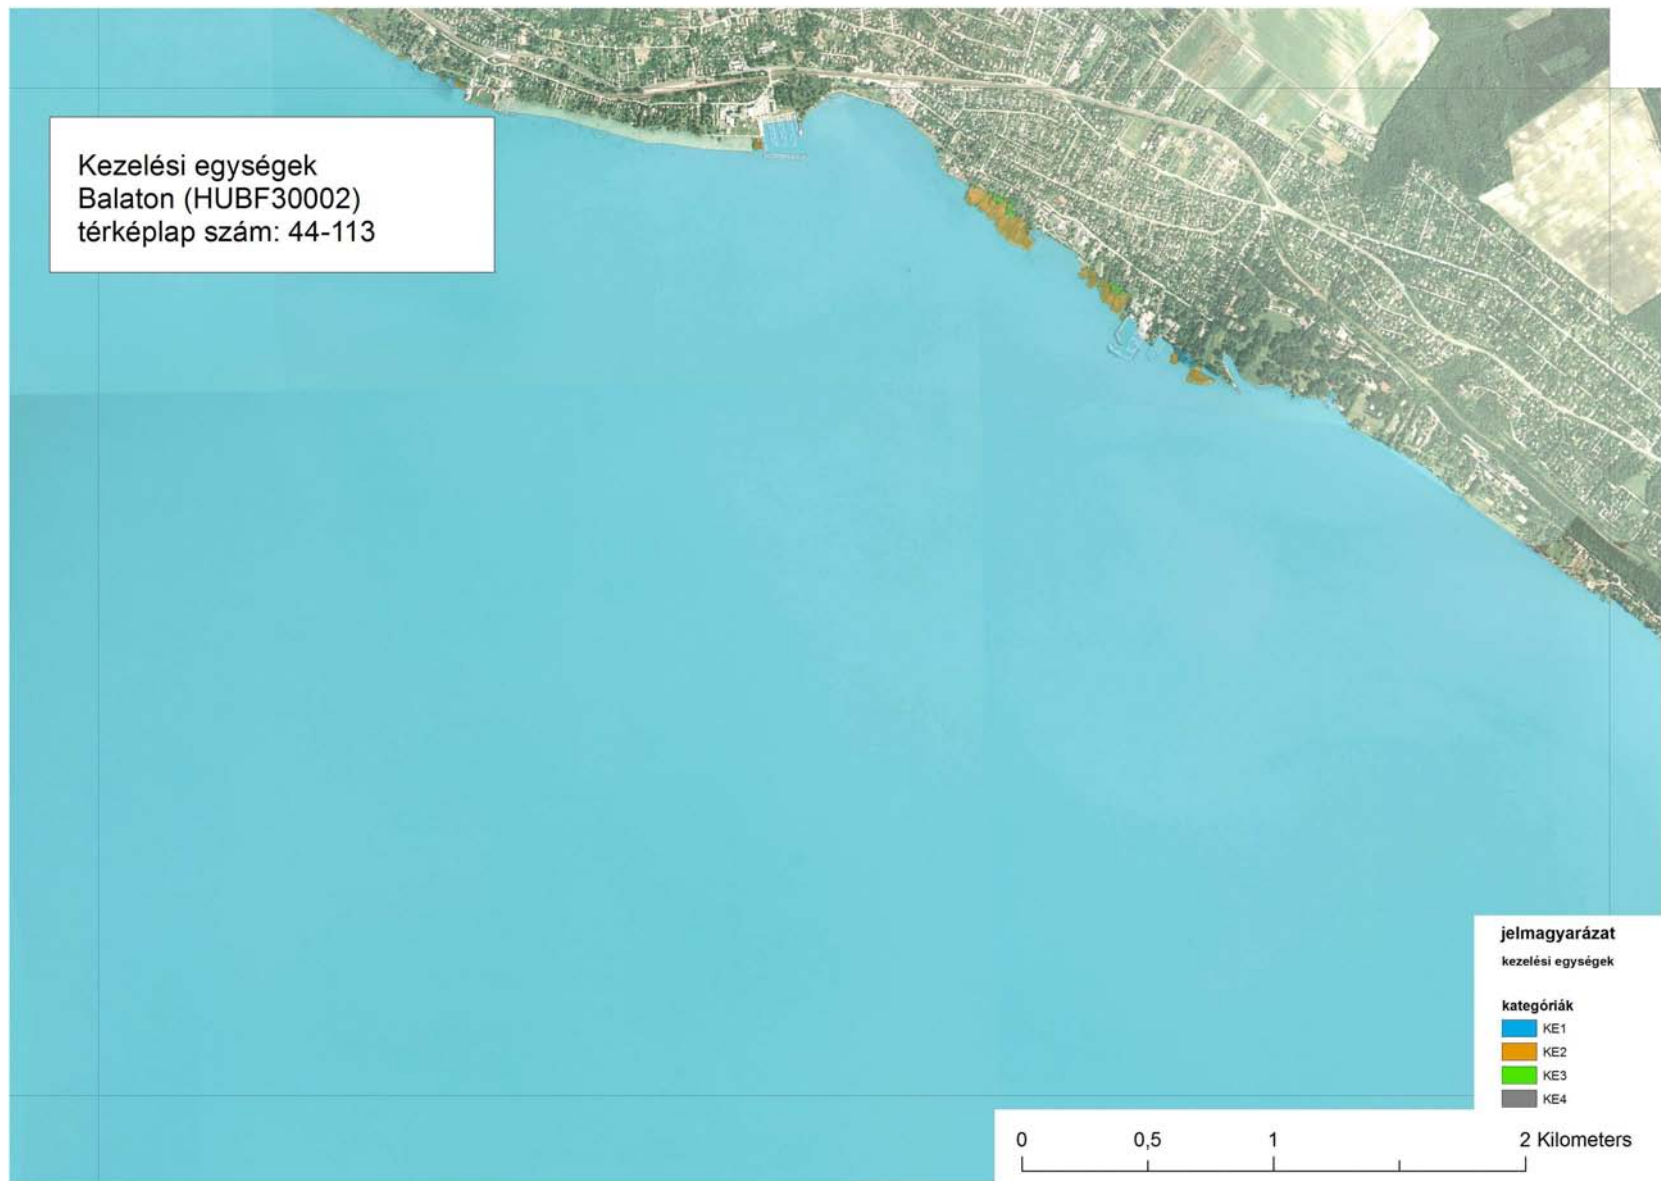 Kezelési egységek
Balaton (HUBF30002)
térképlap szám: 44-113
jelmagyarázat
kezelési egységek
kategóriák
KE1
KE2
KE3
KE4
0 0,5 1 2 Kilometers